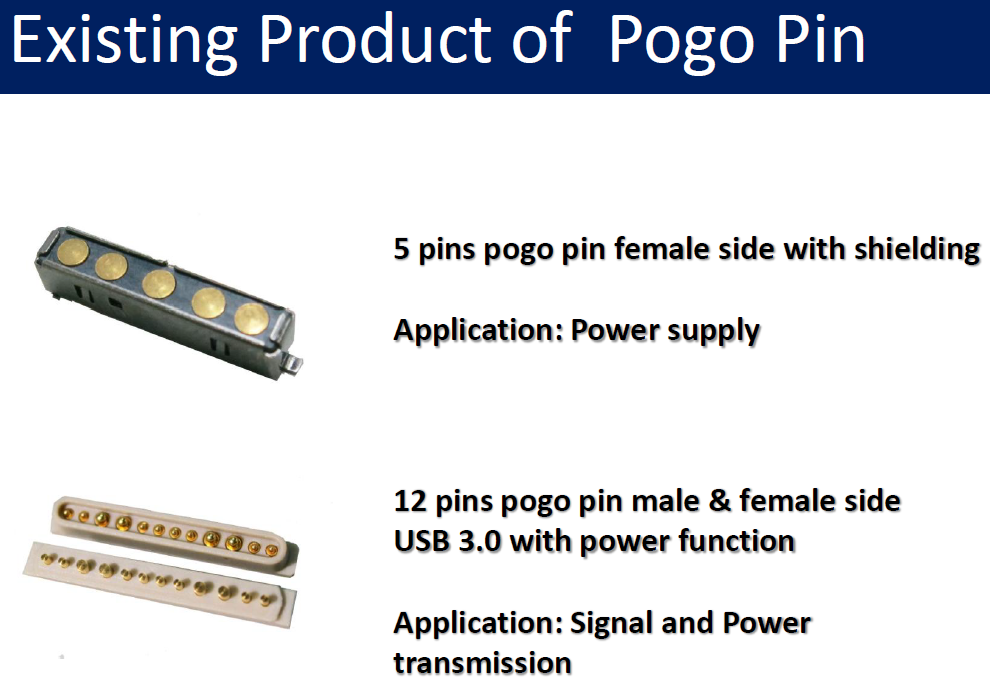 Existing Product of  Pogo Pin
5 pins pogo pin female side with shielding
Application: Power supply
12 pins pogo pin male & female side
USB 3.0 with power function
Application: Signal and Power
transmission